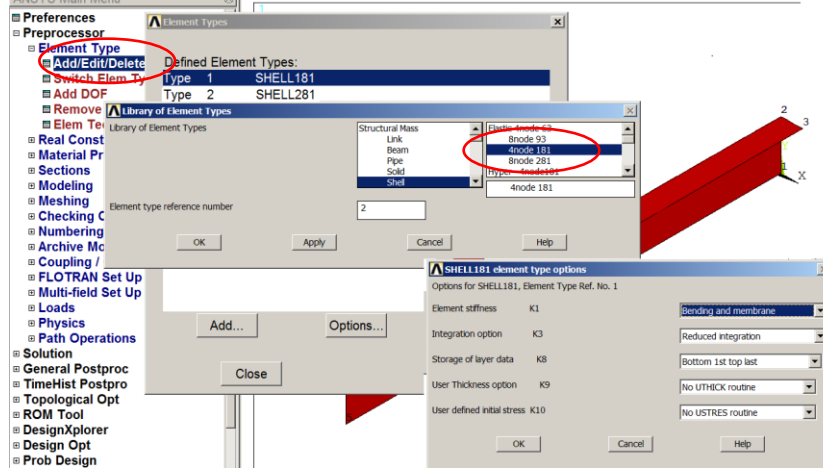 ANSYS Main Menu
Preferences
Preprocessor
Element Type
Add/Edit/Delete
Switch Elem Ty
Add DOF
Remove
Elem Te
Real Const
Material Pr
Sections
Modeling
Meshing
Checking C
Numbering
Archive Mo
Coupling /
FLOTRAN Set Up
Multi-field Set Up
Loads
Physics
Path Operations
Solution
General Postproc
TimeHist Postpro
Topological Opt
ROM Tool
DesignXplorer
Design Opt
Prob Design
1
Element Types
Defined Element Types:
Type 1 SHELL181
Type 2 SHELL281
Add...
Options...
Close
Library of Element Types
Library of Element Types
Structural Mass
Link
Beam
Pipe
Solid
Shell
Elastic 4node 63
8node 93
4node 181
8node 281
Hyper 4node181
4node 181
Element type reference number
2
OK
Apply
Cancel
Help
2
3
Y
1
X
SHELL181 element type options
Options for SHELL181, Element Type Ref. No. 1
Element stiffness K1
Bending and membrane
Integration option K3
Reduced integration
Storage of layer data K8
Bottom 1st top last
User Thickness option K9
No UTHICK routine
User defined initial stress K10
No USTRES routine
OK
Cancel
Help